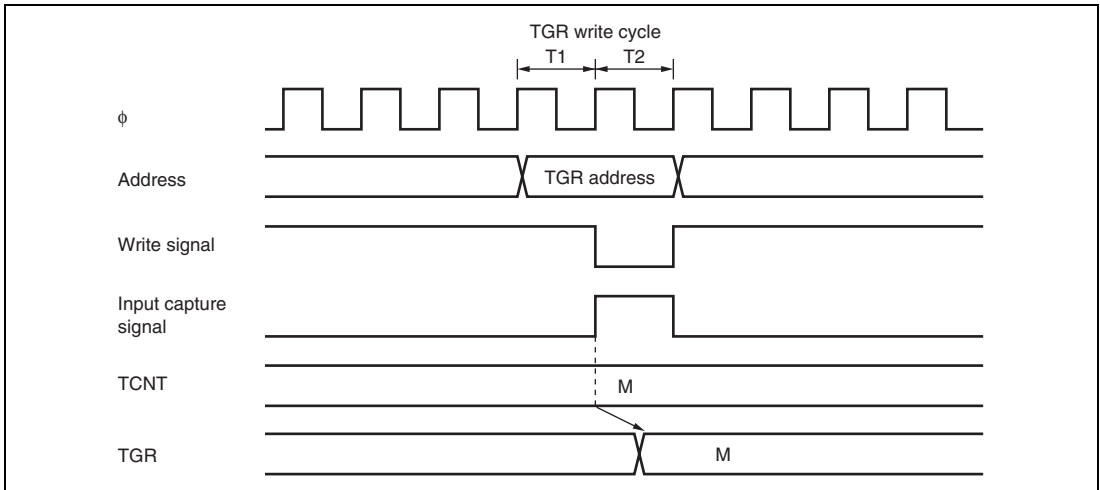 TGR write cycle
T1 T2
ϕ
Address
TGR address
Write signal
Input capture
signal
TCNT
M
TGR
M